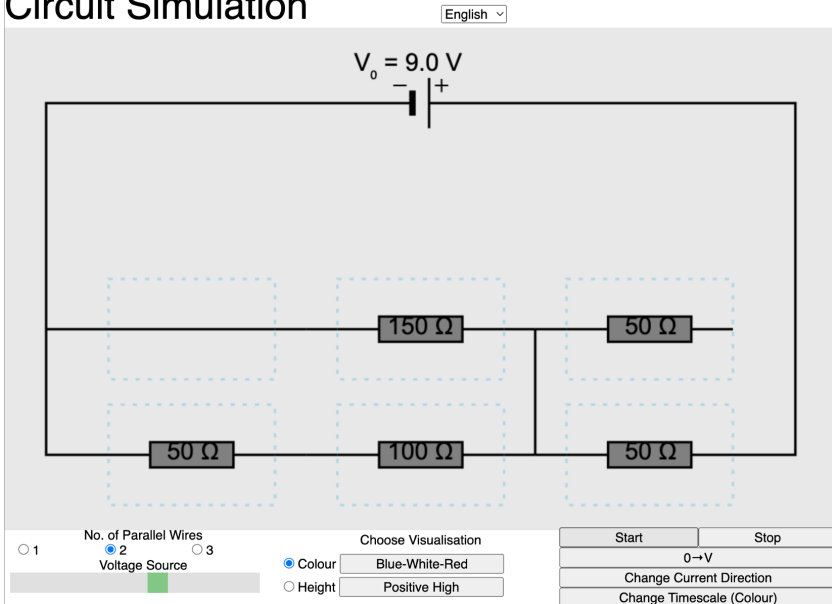 Circuit Simulation
English
V₀ = 9.0 V
− +
150 Ω 50 Ω
50 Ω 100 Ω 50 Ω
No. of Parallel Wires
1 2 3
Voltage Source
Choose Visualisation
Colour Blue-White-Red
Height Positive High
Start Stop
0→V
Change Current Direction
Change Timescale (Colour)